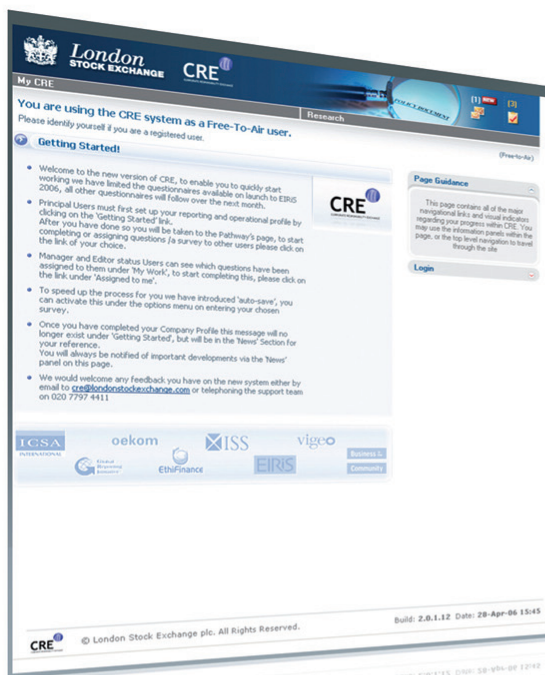 London
STOCK EXCHANGE
CRE
My CRE
Research
[1] NEW
[3]
You are using the CRE system as a Free-To-Air user.
Please identify yourself if you are a registered user.
(Free-to-Air)
Getting Started!
Welcome to the new version of CRE, to enable you to quickly start
working we have limited the questionnaires available on launch to EIRiS
2006, all other questionnaires will follow over the next month.
Principal Users must first set up your reporting and operational profile by
clicking on the 'Getting Started' link.
After you have done so you will be taken to the Pathway's page, to start
completing or assigning questions /a survey to other users please click on
the link of your choice.
Manager and Editor status Users can see which questions have been
assigned to them under 'My Work', to start completing this, please click on
the link under 'Assigned to me'.
To speed up the process for you we have introduced 'auto-save', you
can activate this under the options menu on entering your chosen
survey.
Once you have completed your Company Profile this message will no
longer exist under 'Getting Started', but will be in the 'News' Section for
your reference.
You will always be notified of important developments via the 'News'
panel on this page.
We would welcome any feedback you have on the new system either by
email to cre@londonstockexchange.com or telephoning the support team
on 020 7797 4411
CRE
CORPORATE RESPONSIBILITY EXCHANGE
Page Guidance
This page contains all of the major
navigational links and visual indicators
regarding your progress within CRE. You
may use the information panels within the
page, or the top level navigation to travel
through the site
Login
ICSA
INTERNATIONAL
oekom
ISS
vigeo
Global
Reporting
Initiative
EthiFinance
EIRiS
Business in
Community
CRE
© London Stock Exchange plc. All Rights Reserved.
Build: 2.0.1.12 Date: 28-Apr-06 15:45